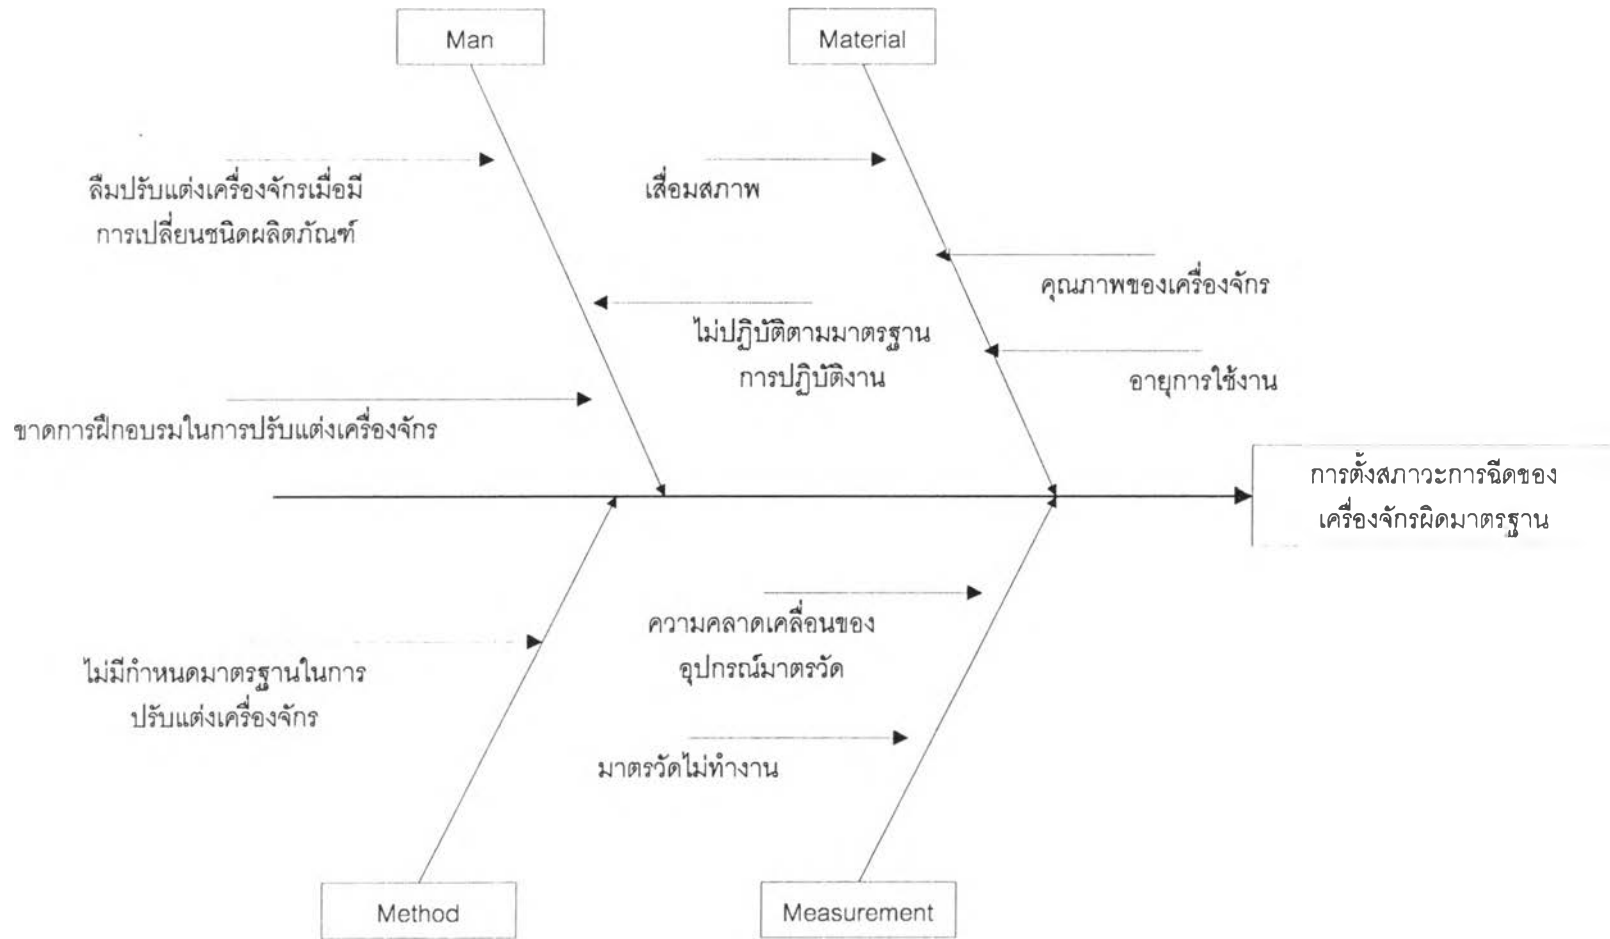 Man
Material
ลืมปรับแต่งเครื่องจักรเมื่อมี
การเปลี่ยนชนิดผลิตภัณฑ์
เสื่อมสภาพ
คุณภาพของเครื่องจักร
ไม่ปฏิบัติตามมาตรฐาน
การปฏิบัติงาน
อายุการใช้งาน
ขาดการฝึกอบรมในการปรับแต่งเครื่องจักร
การตั้งสภาวะการฉีดของ
เครื่องจักรผิดมาตรฐาน
ความคลาดเคลื่อนของ
อุปกรณ์มาตรวัด
ไม่มีกำหนดมาตรฐานในการ
ปรับแต่งเครื่องจักร
มาตรวัดไม่ทำงาน
Method
Measurement